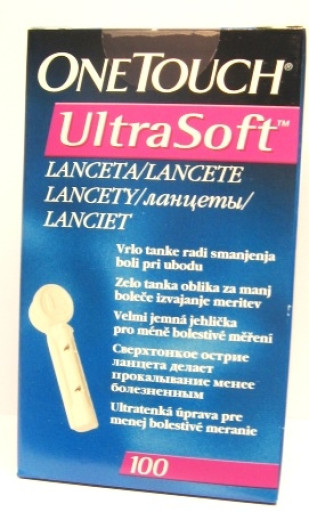 ONETOUCH®
UltraSoft™
LANCETA/LANCETE
LANCETY/ланцеты/
LANCIET
Vrlo tanke radi smanjenja
boli pri ubodu
Zelo tanka oblika za manj
boleče izvajanje meritev
Velmi jemná jehlička
pro méně bolestivé měření
Сверхтонкое острие
ланцета делает
прокалывание менее
болезненным
Ultratenká úprava pre
menej bolestivé meranie
100